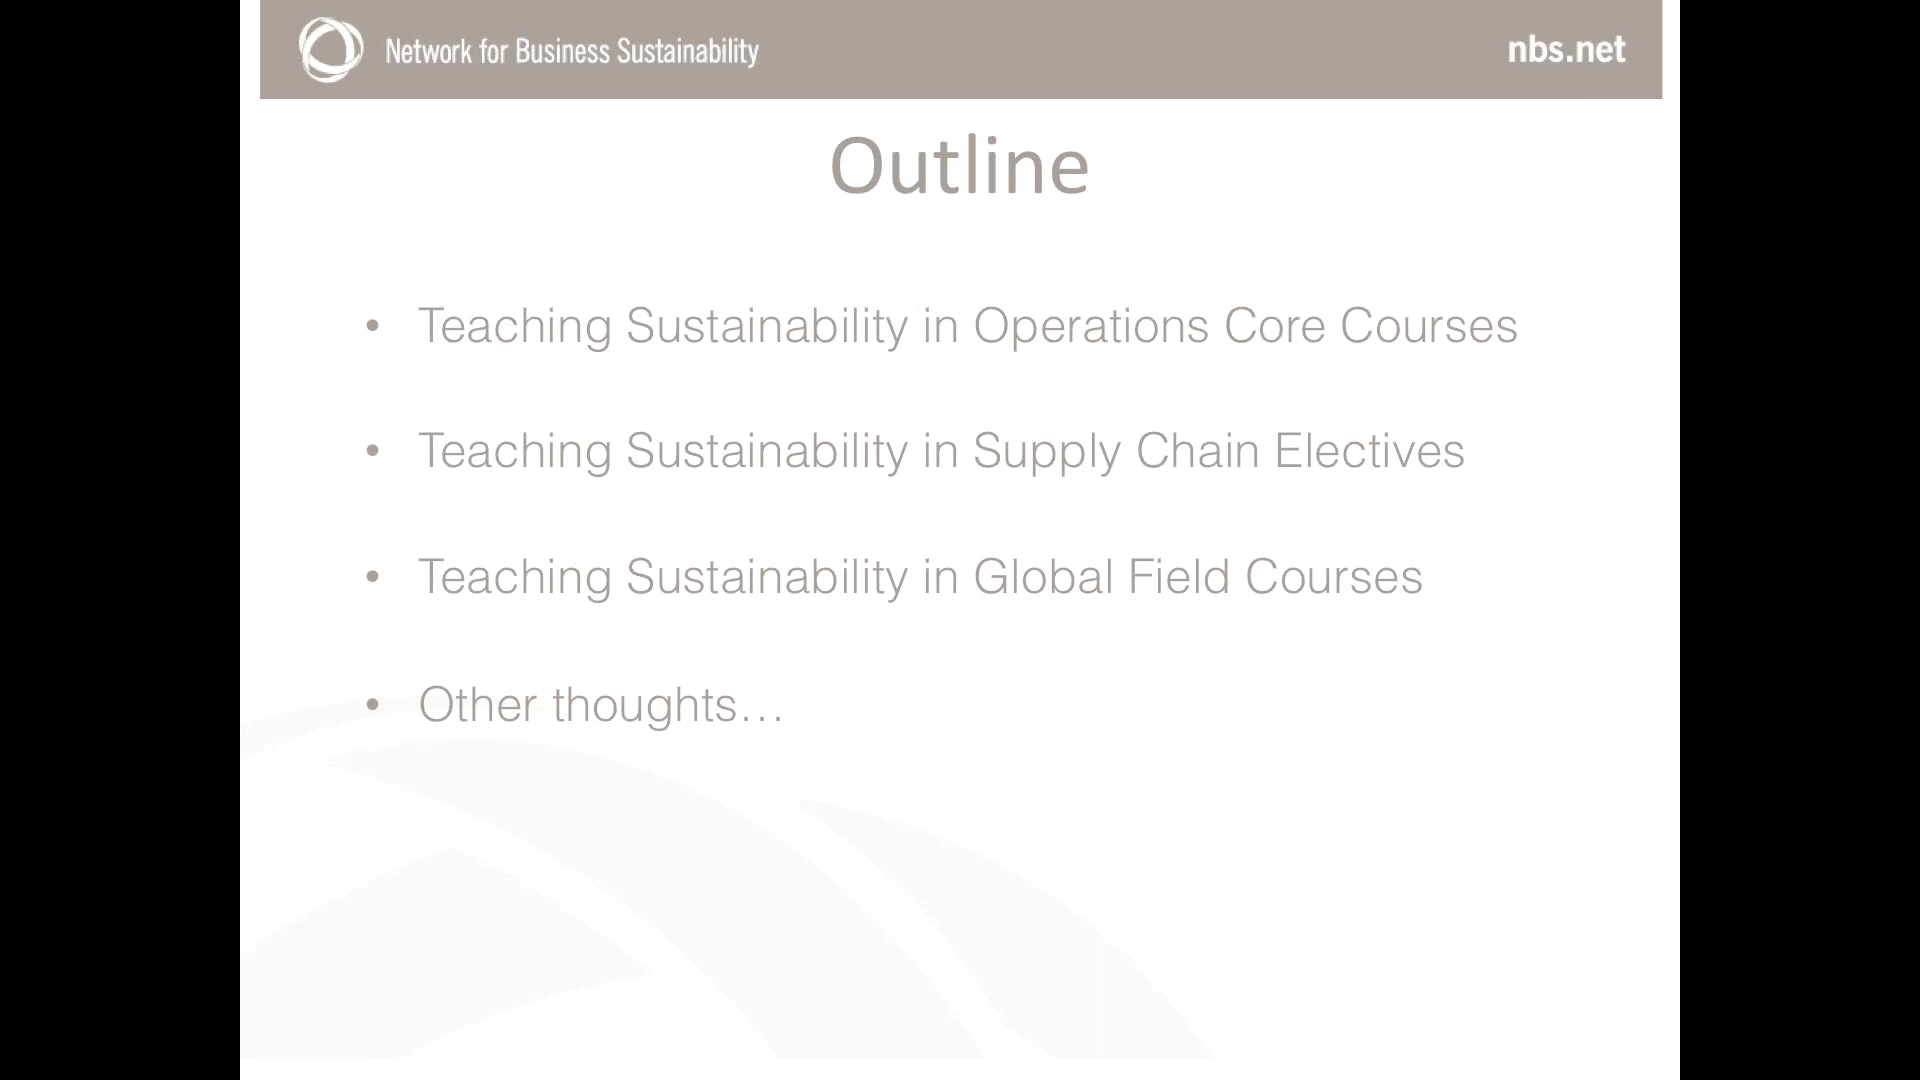 Network for Business Sustainability
nbs.net
Outline
• Teaching Sustainability in Operations Core Courses
• Teaching Sustainability in Supply Chain Electives
• Teaching Sustainability in Global Field Courses
• Other thoughts…